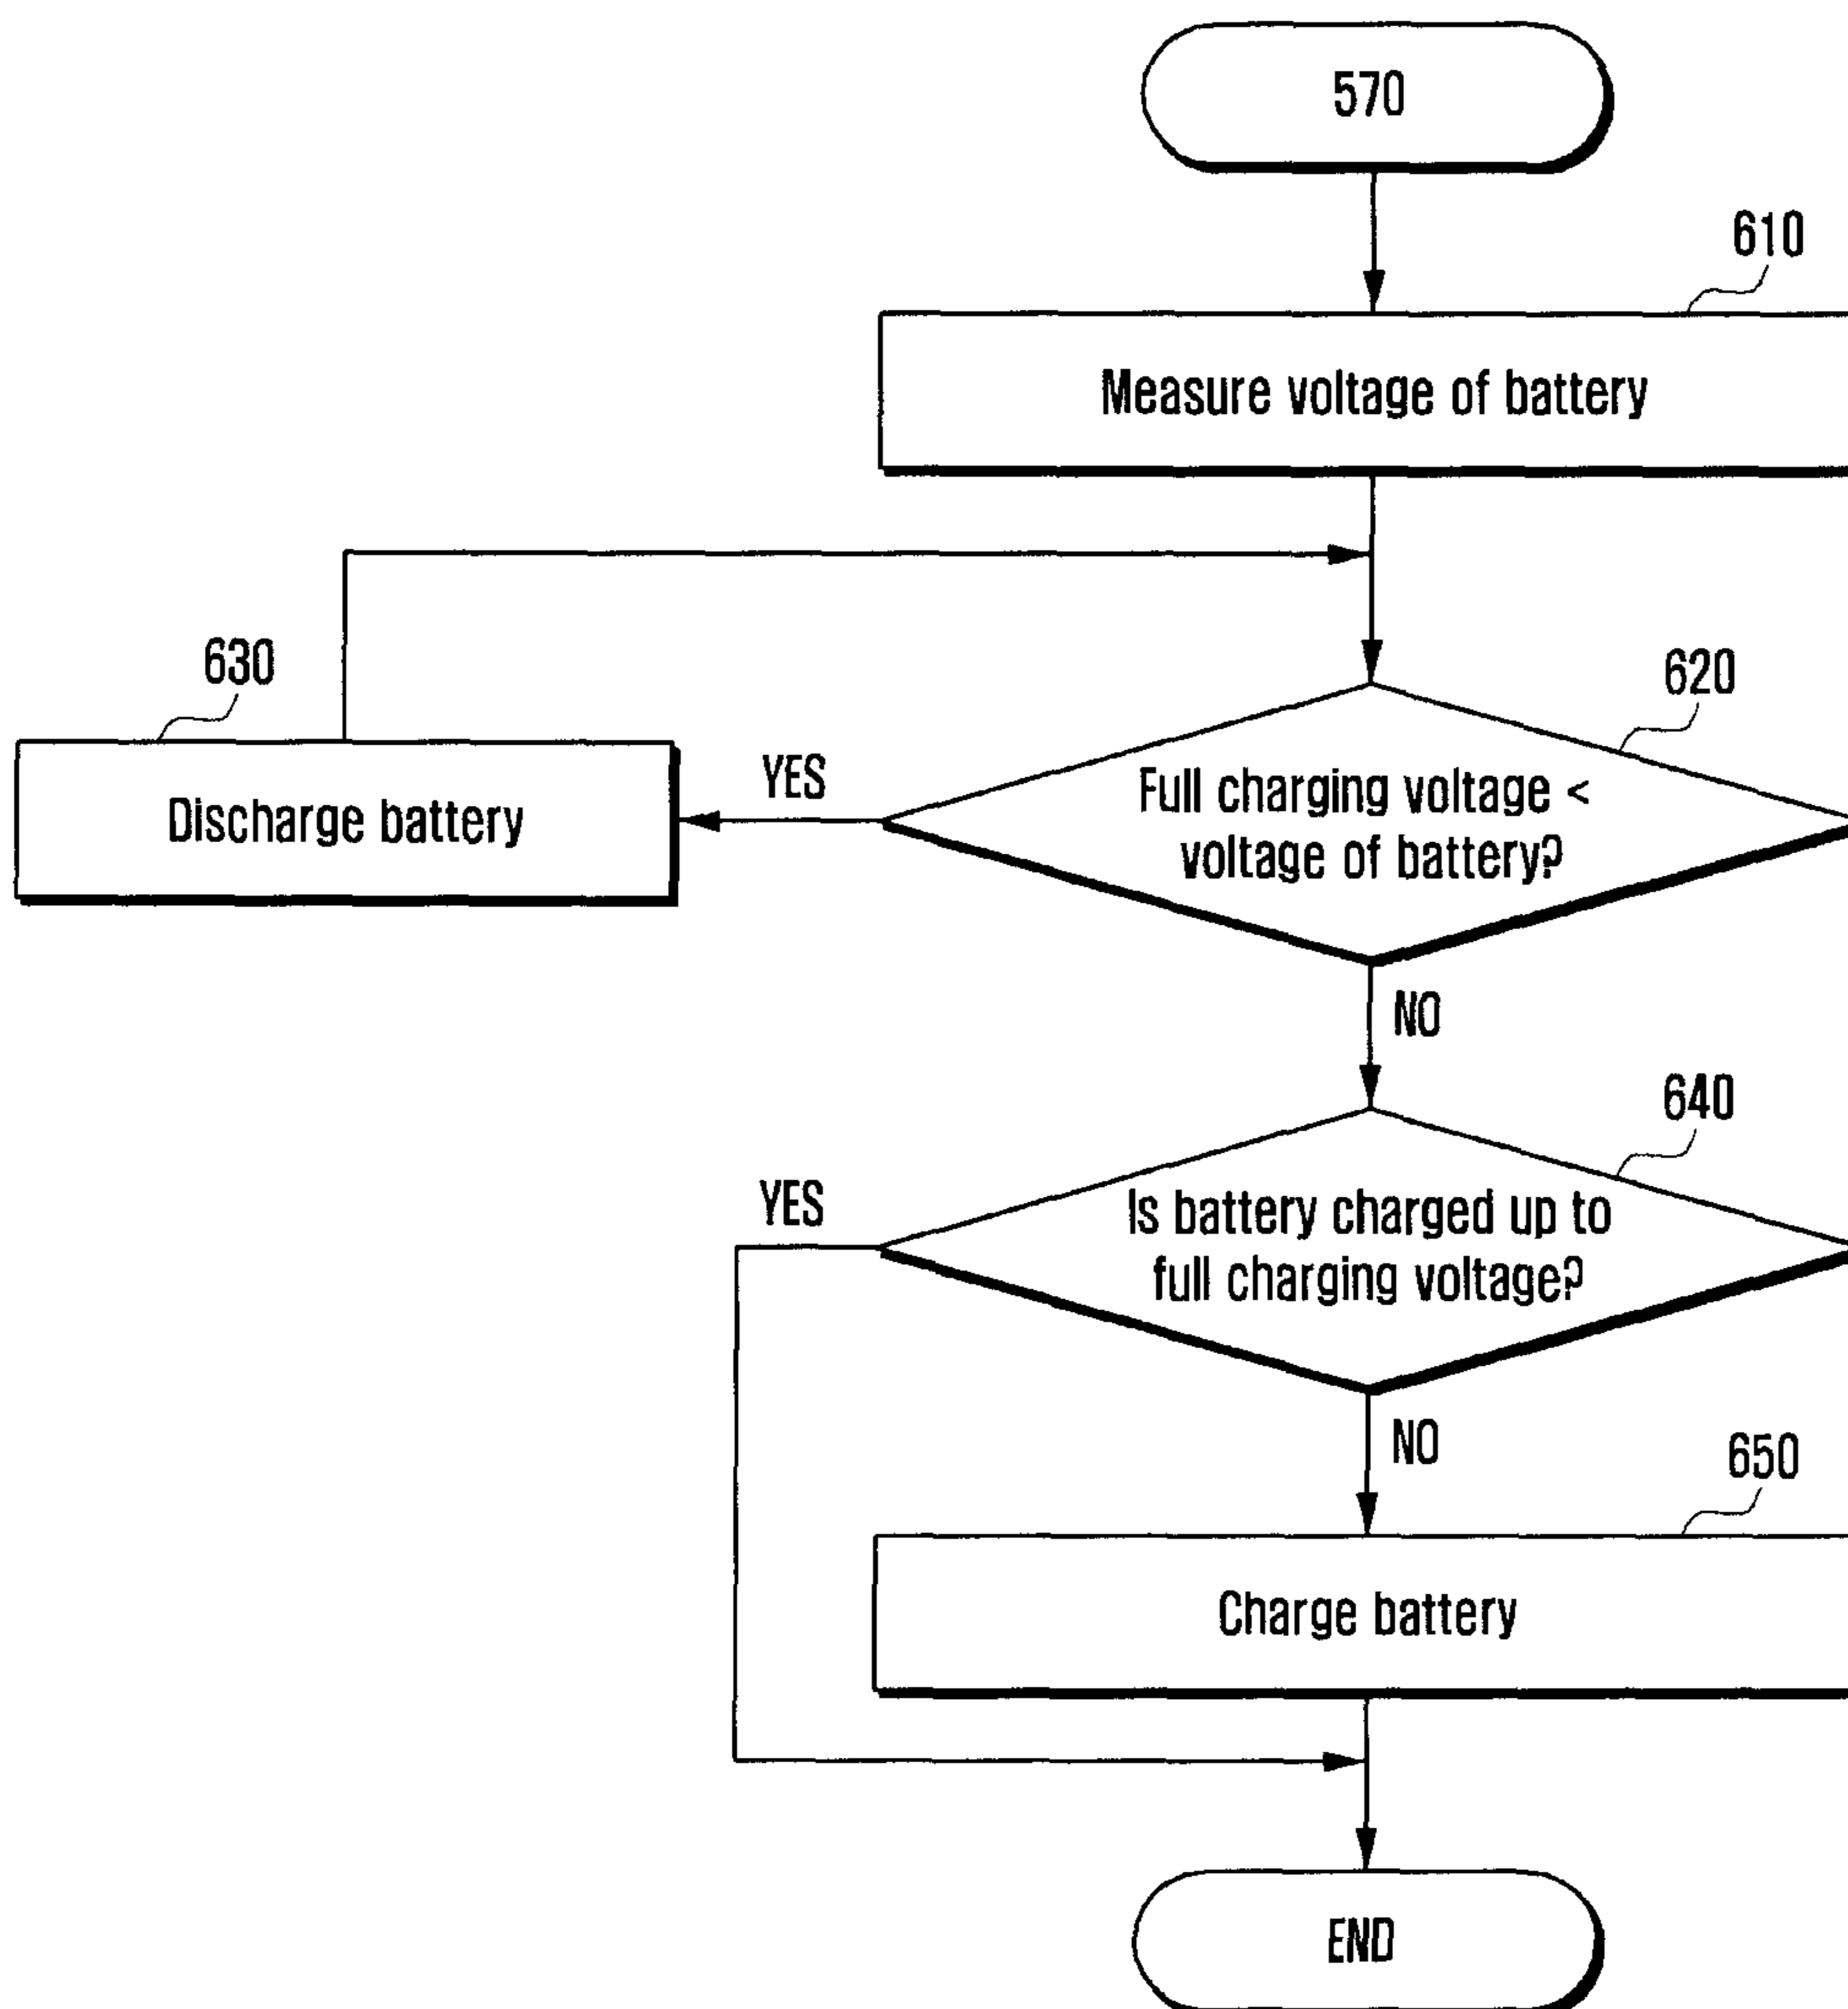 570
610
Measure voltage of battery
630
620
YES
Full charging voltage <
voltage of battery?
Discharge battery
NO
640
YES
Is battery charged up to
full charging voltage?
NO
650
Charge battery
END